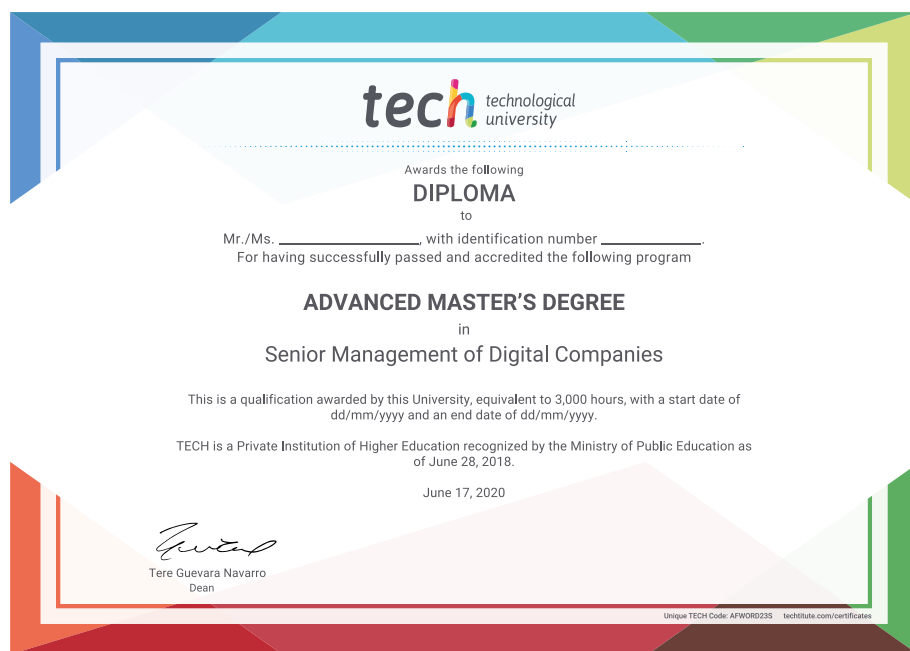 tech technological
university
Awards the following
DIPLOMA
to
Mr./Ms. ____________________, with identification number ______________.
For having successfully passed and accredited the following program
ADVANCED MASTER’S DEGREE
in
Senior Management of Digital Companies
This is a qualification awarded by this University, equivalent to 3,000 hours, with a start date of
dd/mm/yyyy and an end date of dd/mm/yyyy.
TECH is a Private Institution of Higher Education recognized by the Ministry of Public Education as
of June 28, 2018.
June 17, 2020
Tere Guevara Navarro
Dean
Unique TECH Code: AFWORD23S techtitute.com/certificates